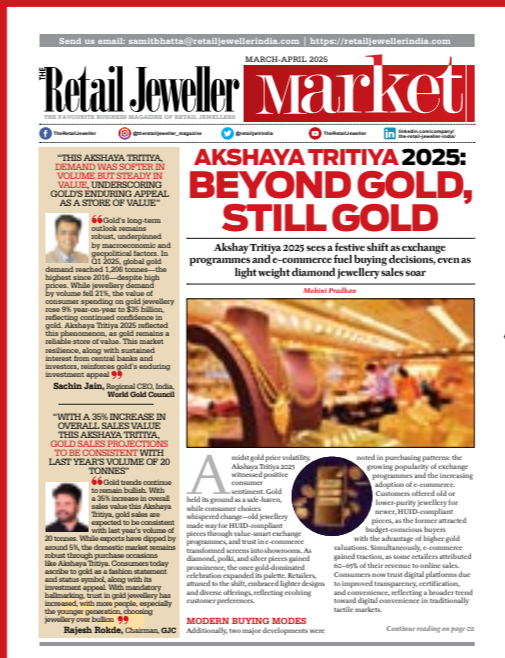 Send us email: samitbhatta@retailjewellerindia.com | https://retailjewellerindia.com
MARCH-APRIL 2025
THE Retail Jeweller Market
THE FAVOURITE BUSINESS MAGAZINE OF RETAIL JEWELLERS
TheRetailJeweller @theretailjeweller_magazine @retailjwlrindia TheRetailJeweller linkedin.com/company/
the-retail-jeweller-india/
"THIS AKSHAYA TRITIYA,
DEMAND WAS SOFTER IN
VOLUME BUT STEADY IN
VALUE, UNDERSCORING
GOLD'S ENDURING APPEAL
AS A STORE OF VALUE"
Gold's long-term
outlook remains
robust, underpinned
by macroeconomic and
geopolitical factors. In
Q1 2025, global gold
demand reached 1,206 tonnes—the
highest since 2016—despite high
prices. While jewellery demand
by volume fell 21%, the value of
consumer spending on gold jewellery
rose 9% year-on-year to $35 billion,
reflecting continued confidence in
gold. Akshaya Tritiya 2025 reflected
this phenomenon, as gold remains a
reliable store of value. This market
resilience, along with sustained
interest from central banks and
investors, reinforces gold's enduring
investment appeal
Sachin Jain, Regional CEO, India,
World Gold Council
"WITH A 35% INCREASE IN
OVERALL SALES VALUE
THIS AKSHAYA TRITIYA,
GOLD SALES PROJECTIONS
TO BE CONSISTENT WITH
LAST YEAR'S VOLUME OF 20
TONNES"
Gold trends continue
to remain bullish. With
a 35% increase in overall
sales value this Akshaya
Tritiya, gold sales are
expected to be consistent
with last year's volume of
20 tonnes. While exports have dipped by
around 5%, the domestic market remains
robust through purchase occasions
like Akshaya Tritiya. Consumers today
ascribe to gold as a fashion statement
and status symbol, along with its
investment appeal. With mandatory
hallmarking, trust in gold jewellery has
increased, with more people, especially
the younger generation, choosing
jewellery over bullion
Rajesh Rokde, Chairman, GJC
AKSHAYA TRITIYA 2025:
BEYOND GOLD,
STILL GOLD
Akshay Tritiya 2025 sees a festive shift as exchange
programmes and e-commerce fuel buying decisions, even as
light weight diamond jewellery sales soar
Mohini Pradhan
Amidst gold price volatility,
Akshaya Tritiya 2025
witnessed positive
consumer
sentiment. Gold
held its ground as a safe-haven,
while consumer choices
whispered change—old jewellery
made way for HUID-compliant
pieces through value-smart exchange
programmes, and trust in e-commerce
transformed screens into showrooms. As
diamond, polki, and silver pieces gained
prominence, the once gold-dominated
celebration expanded its palette. Retailers,
attuned to the shift, embraced lighter designs
and diverse offerings, reflecting evolving
customer preferences.
MODERN BUYING MODES
Additionally, two major developments were
noted in purchasing patterns: the
growing popularity of exchange
programmes and the increasing
adoption of e-commerce.
Customers offered old or
lower-purity jewellery for
newer, HUID-compliant
pieces, as the former attracted
budget-conscious buyers
with the advantage of higher gold
valuations. Simultaneously, e-commerce
gained traction, as some retailers attributed
60-65% of their revenue to online sales.
Consumers now trust digital platforms due
to improved transparency, certification,
and convenience, reflecting a broader trend
toward digital convenience in traditionally
tactile markets.
Continue reading on page 02